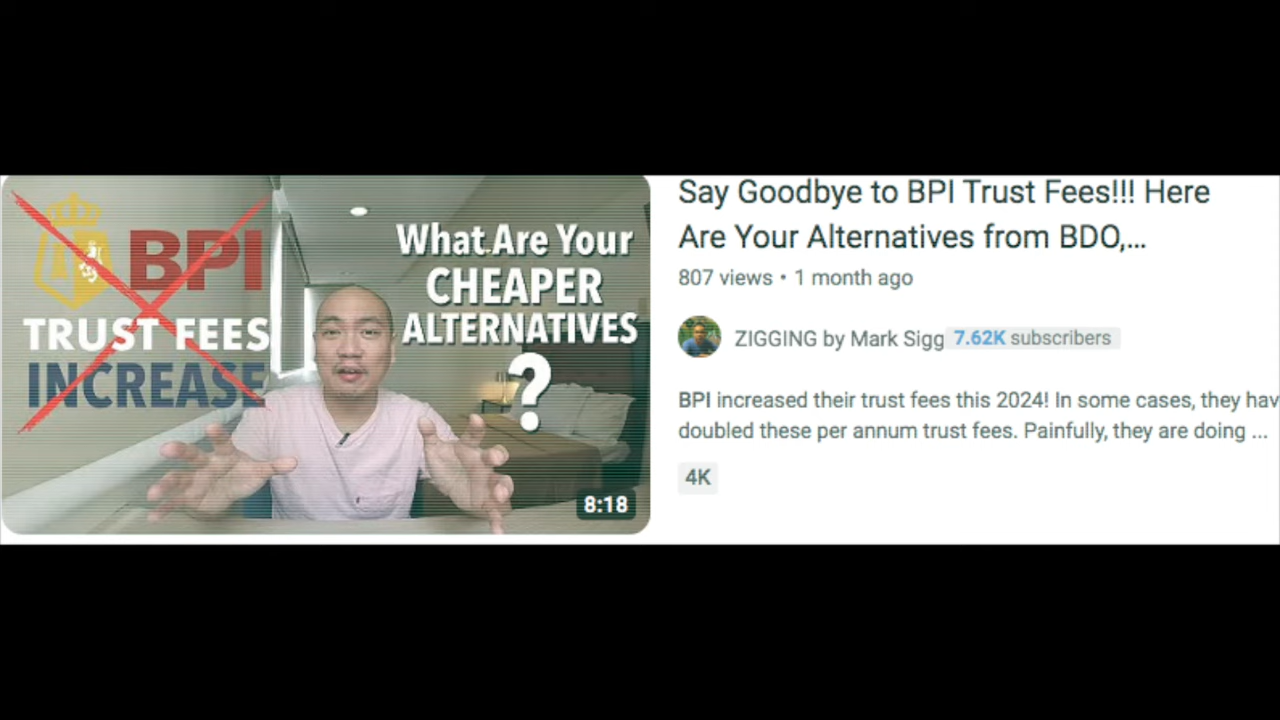 BPI
TRUST FEES
INCREASE
What Are Your
CHEAPER
ALTERNATIVES
?
8:18
Say Goodbye to BPI Trust Fees!!! Here
Are Your Alternatives from BDO,...
807 views • 1 month ago
ZIGGING by Mark Sigg 7.62K subscribers
BPI increased their trust fees this 2024! In some cases, they hav
doubled these per annum trust fees. Painfully, they are doing ...
4K